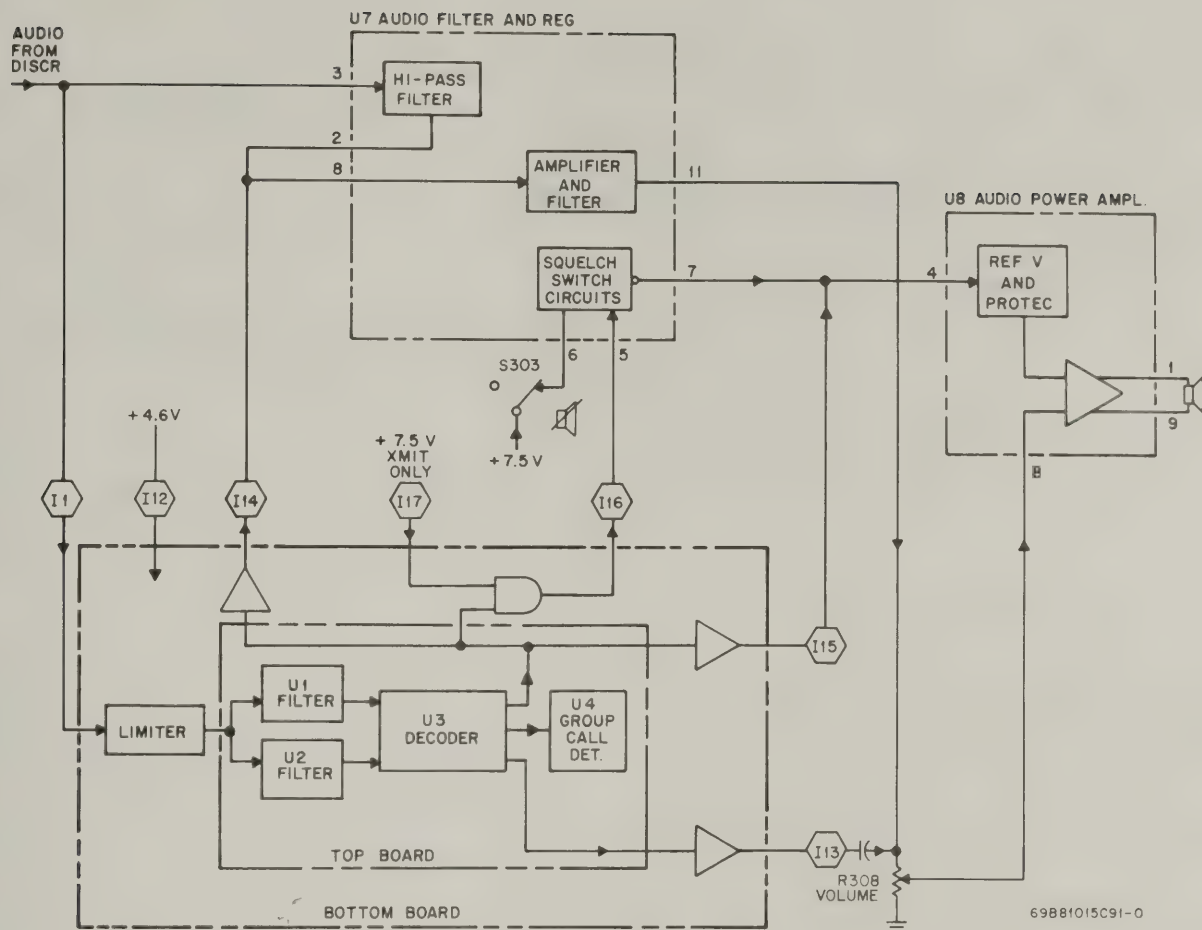 U7 AUDIO FILTER AND REG
AUDIO
FROM
DISCR
3
HI-PASS
FILTER
2
8
AMPLIFIER
AND
FILTER
11
U8 AUDIO POWER AMPL.
SQUELCH
SWITCH
CIRCUITS
7
4
REF V
AND
PROTEC
6
5
S303
+7.5 V
1
9
8
+ 4.6 V
+ 7.5 V
XMIT
ONLY
I1
I12
I14
I17
I16
I15
LIMITER
U1
FILTER
U2
FILTER
U3
DECODER
U4
GROUP
CALL
DET.
TOP BOARD
I13
R308
VOLUME
BOTTOM BOARD
69B81015C91-0